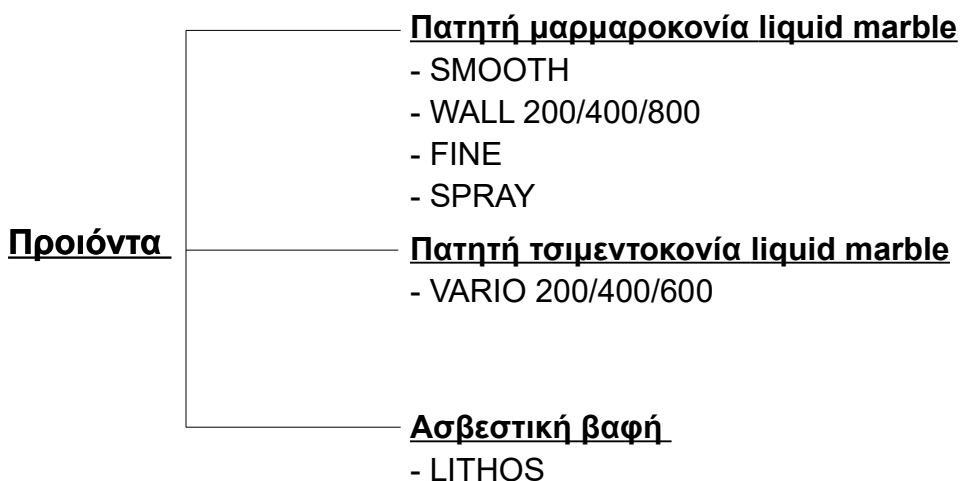 Πατητή μαρμαροκονία liquid marble
- SMOOTH
- WALL 200/400/800
- FINE
- SPRAY
Προιόντα
Πατητή τσιμεντοκονία liquid marble
- VARIO 200/400/600
Ασβεστική βαφή
- LITHOS